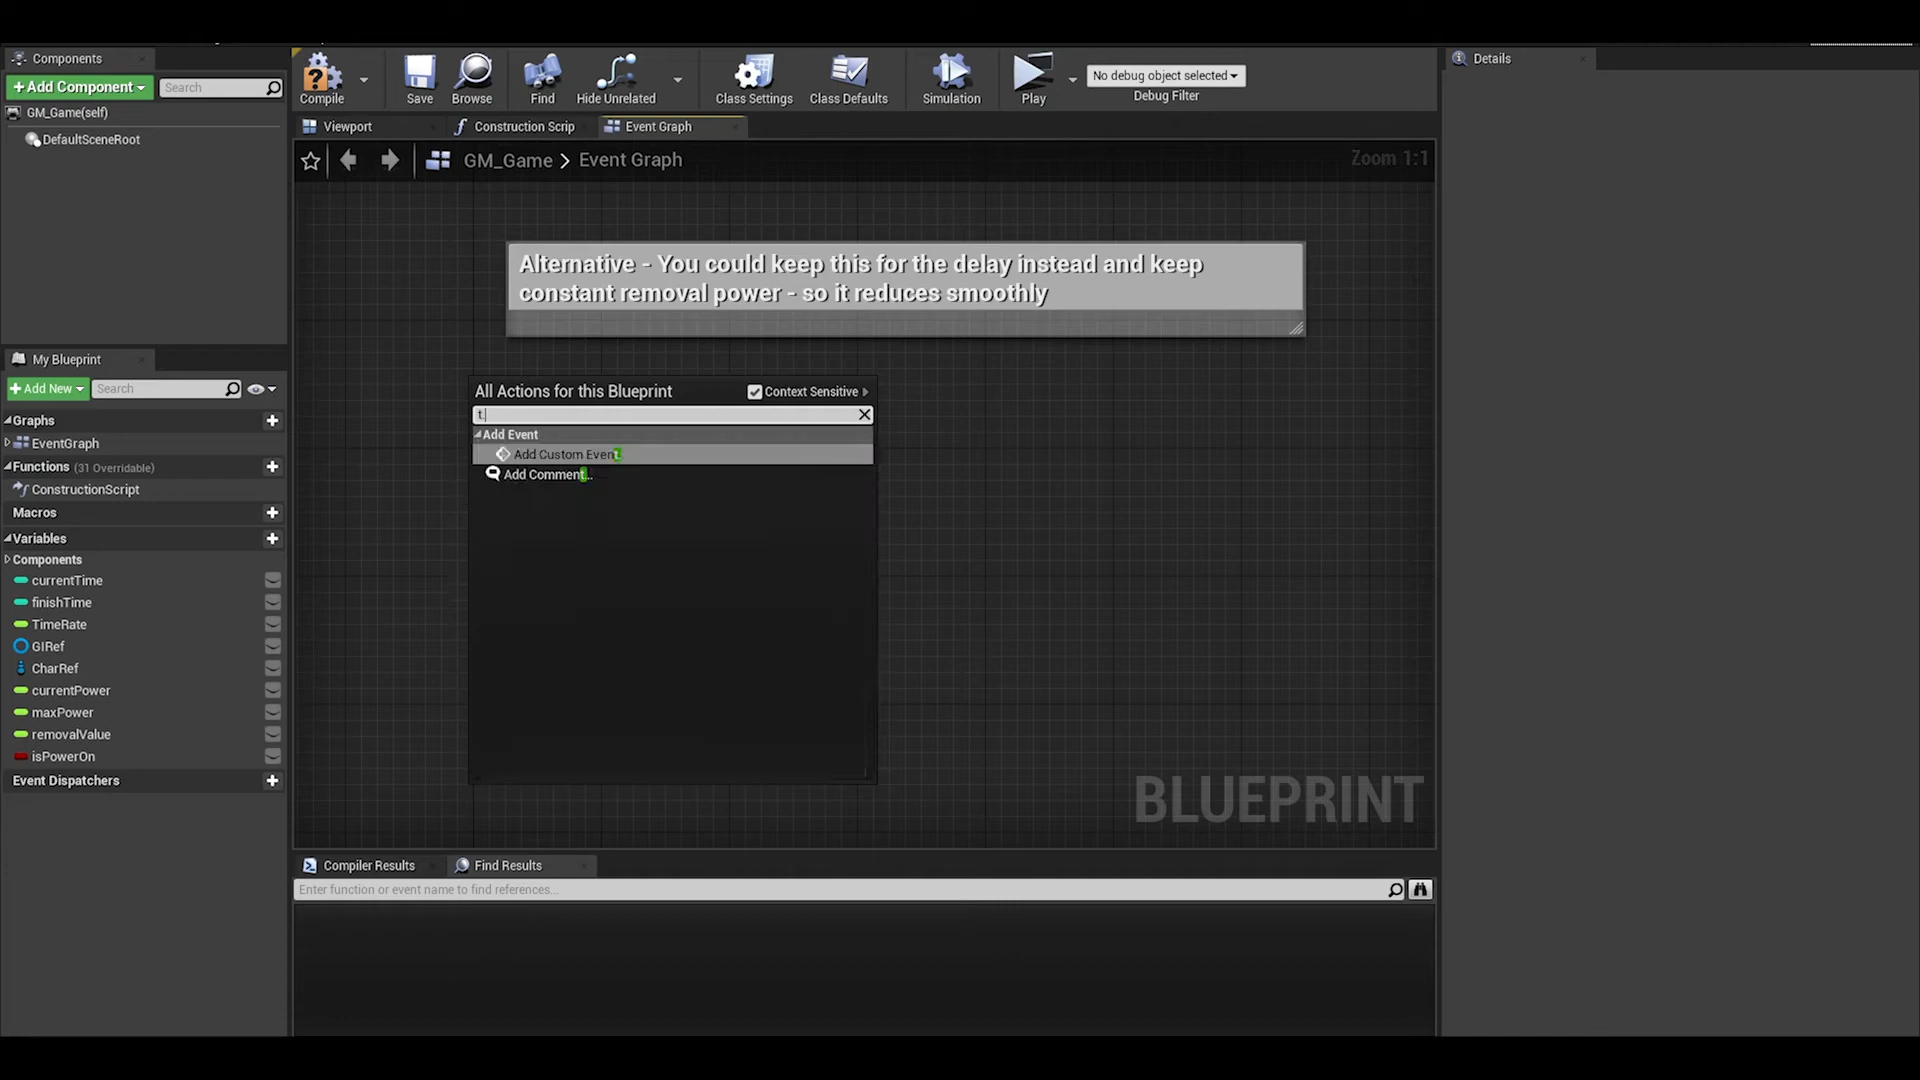 Components
Details
+Add Component
Search
GM_Game(self)
DefaultSceneRoot
Compile
Save
Browse
Find
Hide Unrelated
Class Settings
Class Defaults
Simulation
Play
No debug object selected
Debug Filter
Viewport
Construction Scrip
Event Graph
GM_Game > Event Graph
Zoom 1:1
Alternative - You could keep this for the delay instead and keep
constant removal power - so it reduces smoothly
All Actions for this Blueprint
Context Sensitive
t
Add Event
Add Custom Event
Add Comment...
My Blueprint
+Add New
Search
Graphs
EventGraph
Functions (31 Overridable)
ConstructionScript
Macros
Variables
Components
currentTime
finishTime
TimeRate
GIRef
CharRef
currentPower
maxPower
removalValue
isPowerOn
Event Dispatchers
BLUEPRINT
Compiler Results
Find Results
Enter function or event name to find references...